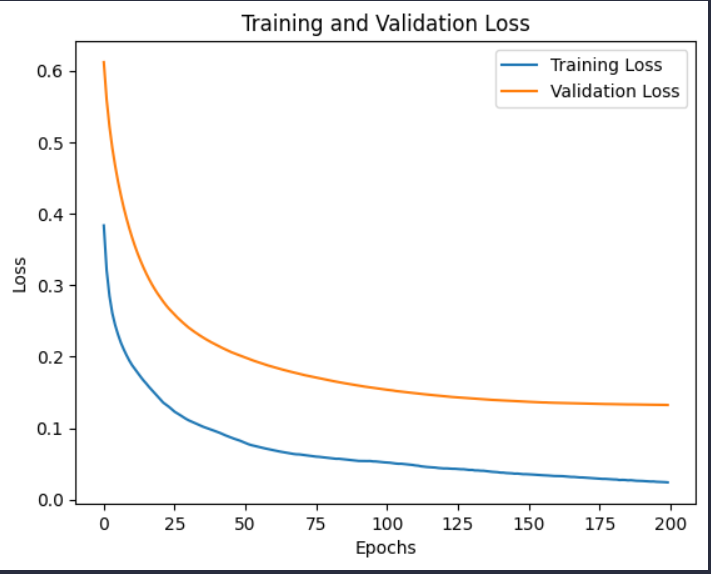 Training and Validation Loss
Training Loss
Validation Loss
0.6
0.5
0.4
0.3
0.2
0.1
0.0
Loss
0 25 50 75 100 125 150 175 200
Epochs